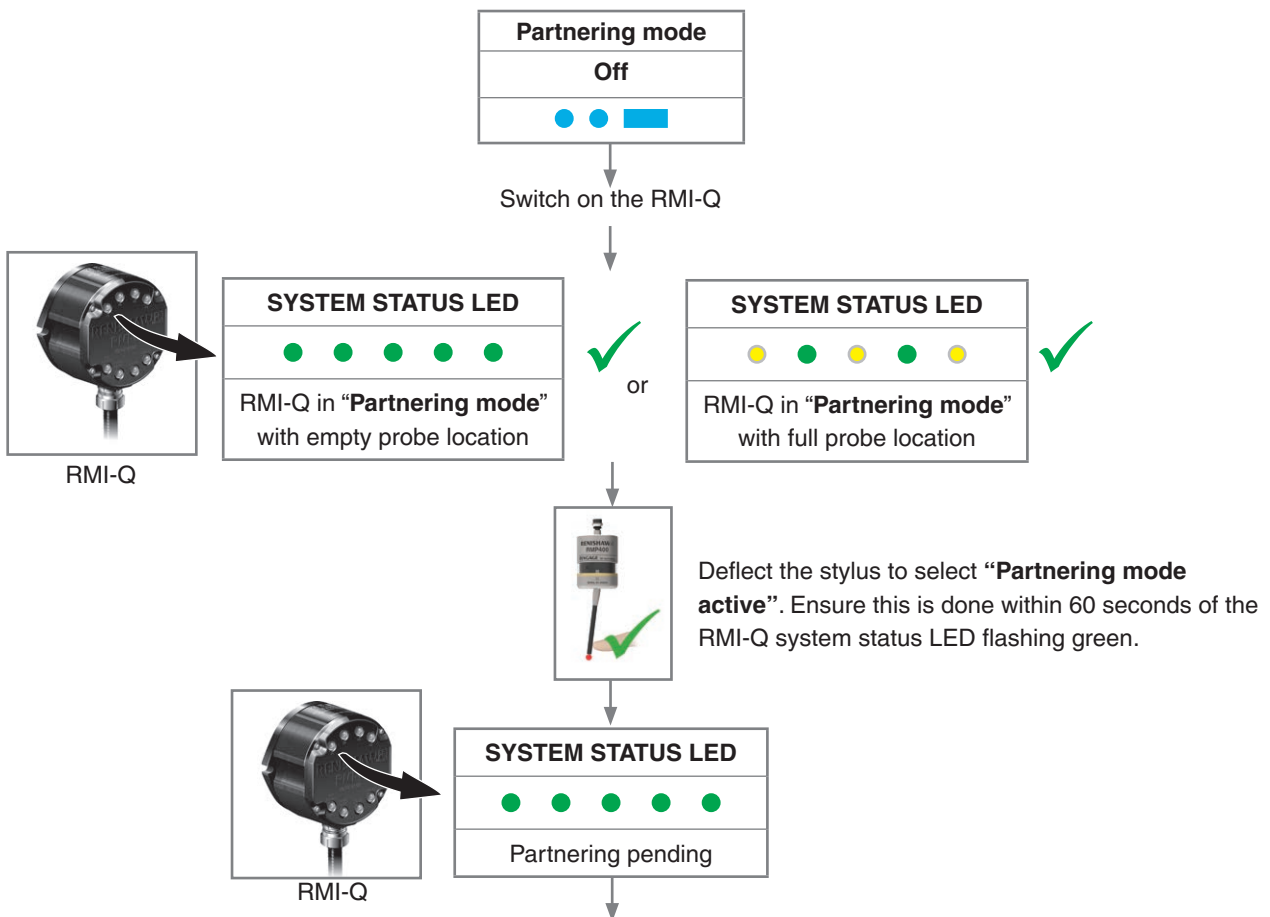 Partnering mode
Off
Switch on the RMI-Q
SYSTEM STATUS LED
RMI-Q in “Partnering mode”
with empty probe location
or
SYSTEM STATUS LED
RMI-Q in “Partnering mode”
with full probe location
RMI-Q
RENISHAW
RMP400
Deflect the stylus to select “Partnering mode
active”. Ensure this is done within 60 seconds of the
RMI-Q system status LED flashing green.
SYSTEM STATUS LED
Partnering pending
RMI-Q